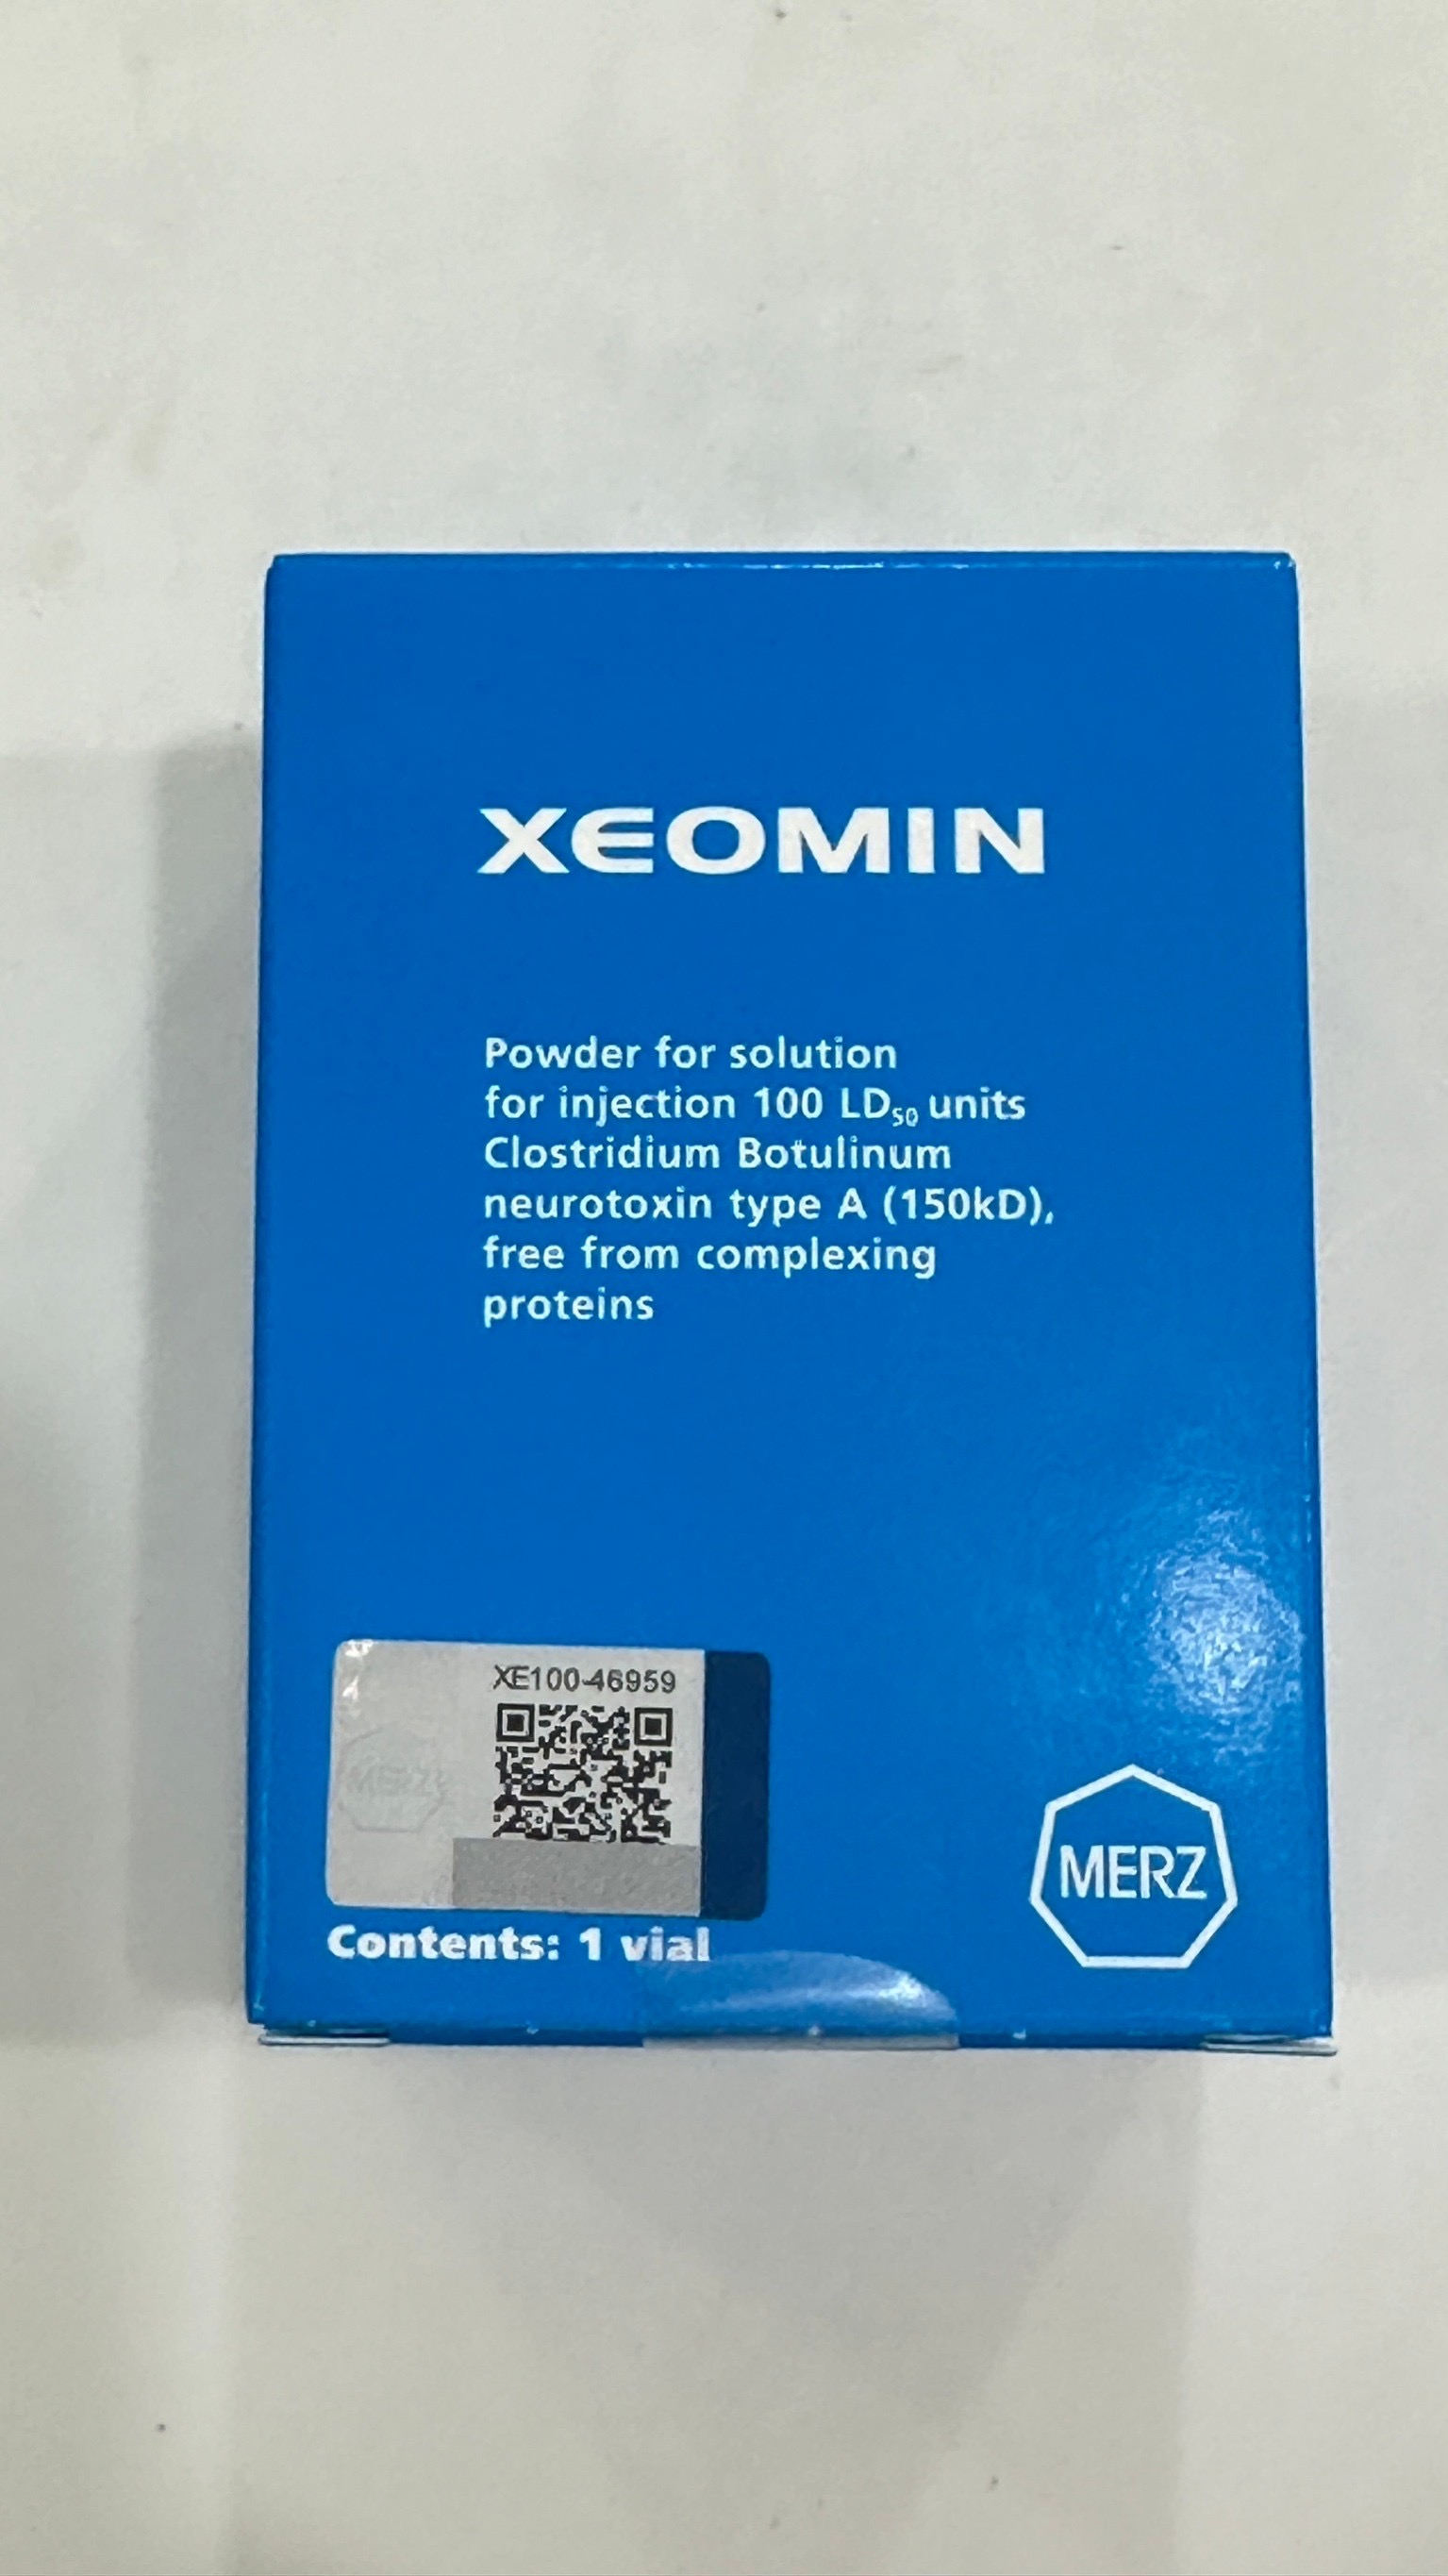 XEOMIN
Powder for solution
for injection 100 LD₅₀ units
Clostridium Botulinum
neurotoxin type A (150kD),
free from complexing
proteins
XE100-46959
MERZ
Contents: 1 vial
MERZ